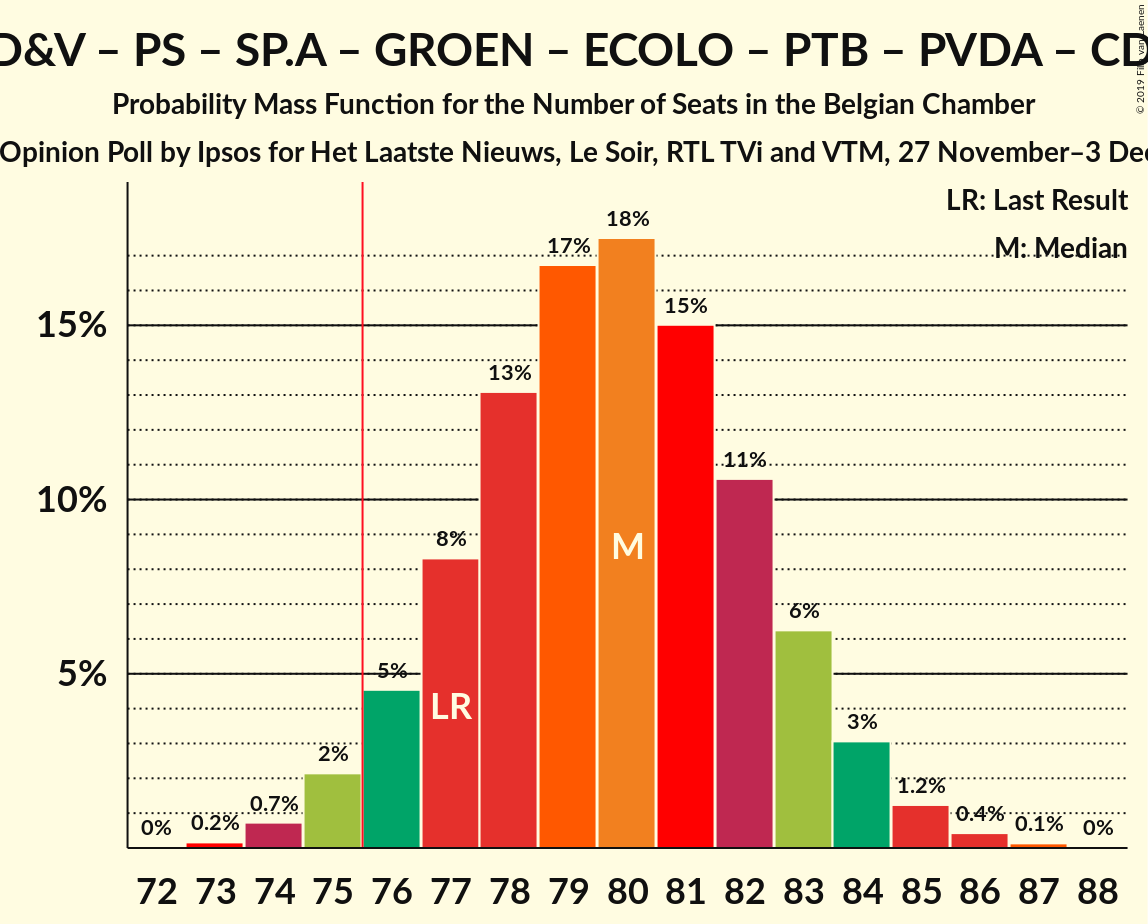 D&V – PS – SP.A – GROEN – ECOLO – PTB – PVDA – CD
Probability Mass Function for the Number of Seats in the Belgian Chamber
Opinion Poll by Ipsos for Het Laatste Nieuws, Le Soir, RTL TVi and VTM, 27 November–3 Dec
© 2019 Filip van Laenen
LR: Last Result
M: Median
18%
17%
15%
15%
13%
11%
10%
8%
M
6%
5%
5%
LR
3%
2%
1.2%
0.7%
0.4%
0% 0.2% 0.1% 0%
72 73 74 75 76 77 78 79 80 81 82 83 84 85 86 87 88